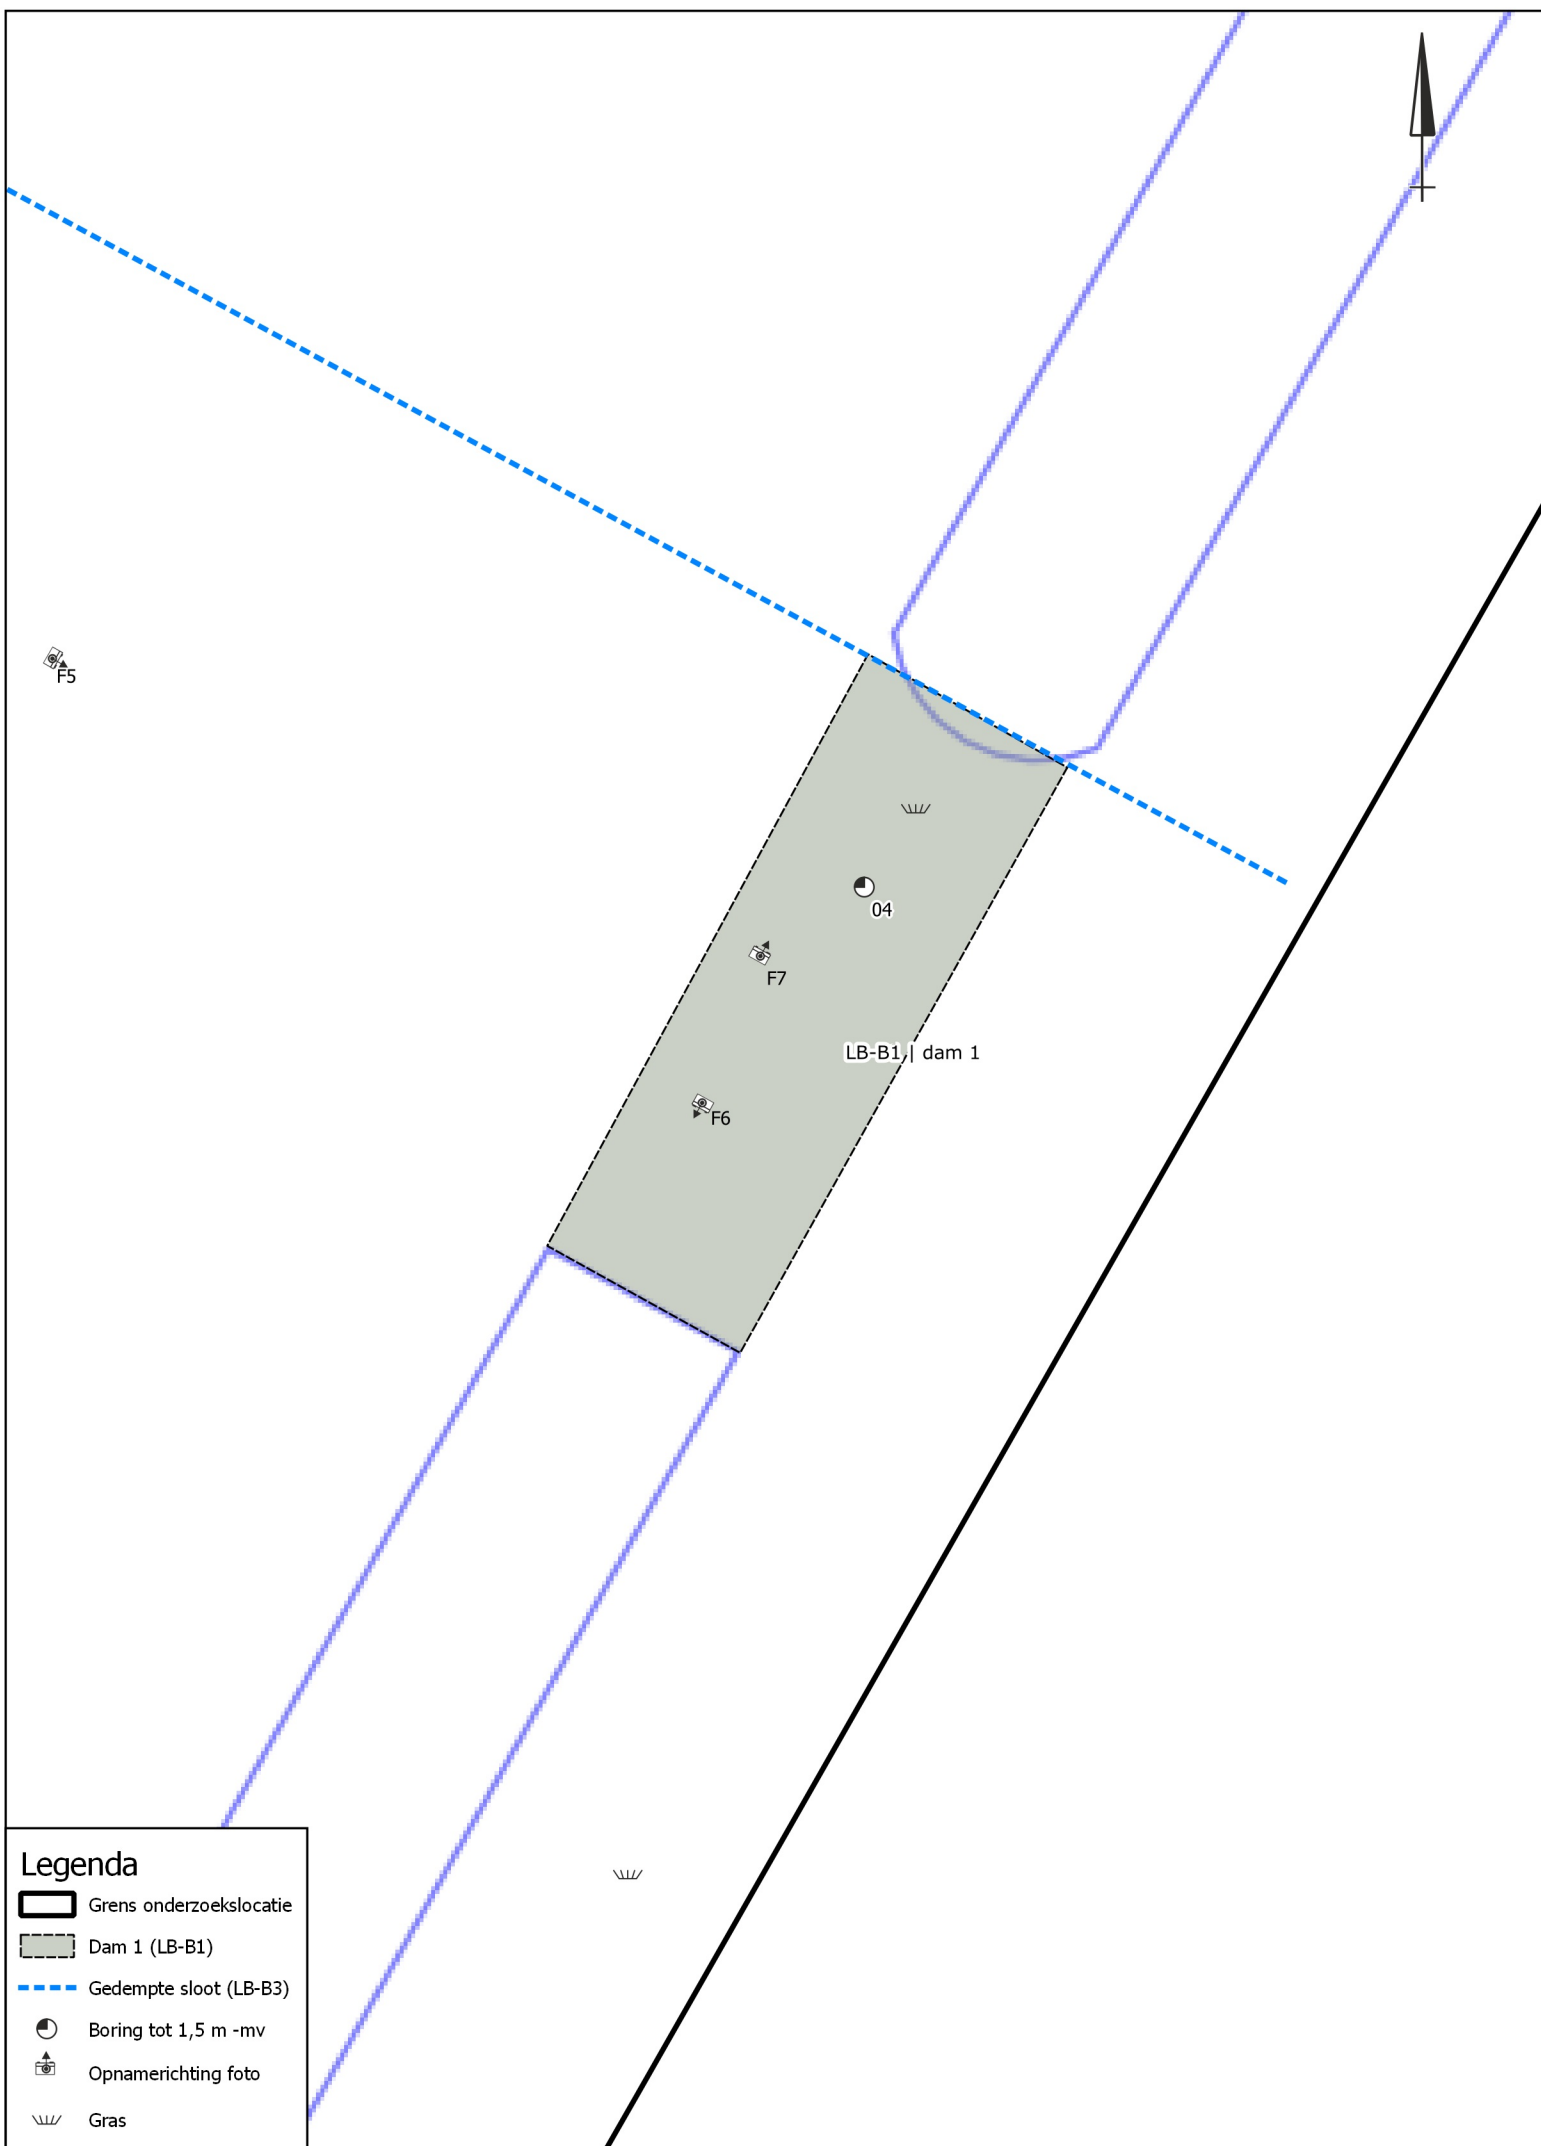 F5
04
F7
LB-B1 | dam 1
F6
Legenda
Grens onderzoekslocatie
Dam 1 (LB-B1)
Gedempte sloot (LB-B3)
Boring tot 1,5 m -mv
Opnamerichting foto
Gras